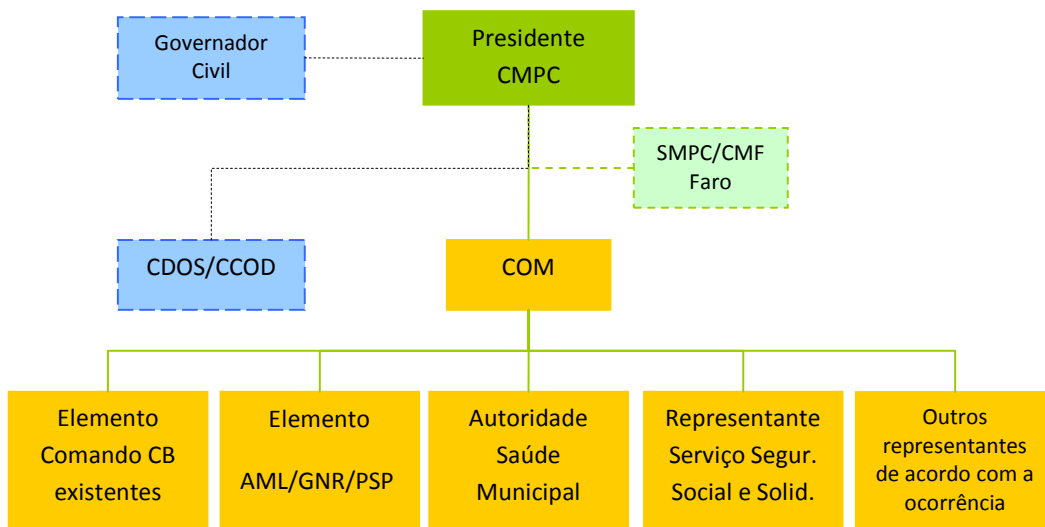 Governador
Civil
Presidente
CMPC
SMPC/CMF
Faro
CDOS/CCOD
COM
Elemento
Comando CB
existentes
Elemento
AML/GNR/PSP
Autoridade
Saúde
Municipal
Representante
Serviço Segur.
Social e Solid.
Outros
representantes
de acordo com a
ocorrência